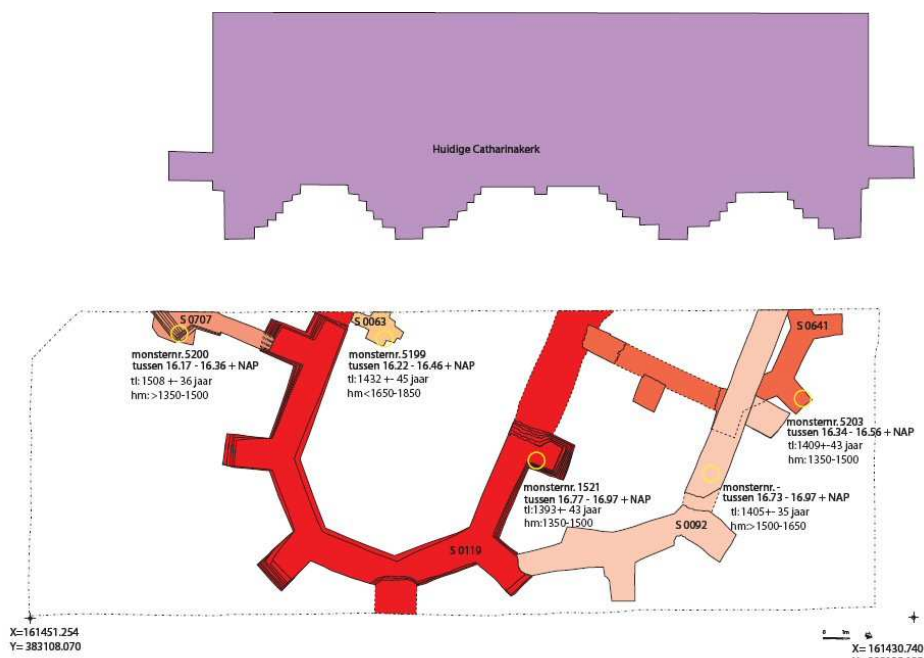 Huidige Catharinakerk
S 0707
S 0063
S 0641
monsternr. 5200
tussen 16.17 - 16.36 + NAP
tl: 1508 +- 36 jaar
hm: >1350-1500
monsternr. 5199
tussen 16.22 - 16.46 + NAP
tl: 1432 +- 45 jaar
hm<1650-1850
monsternr. 5203
tussen 16.34 - 16.56 + NAP
tl:1409+-43 jaar
hm: 1350-1500
monsternr. 1521
tussen 16.77 - 16.97 + NAP
tl:1393+- 43 jaar
hm:1350-1500
monsternr. -
tussen 16.73 - 16.97 + NAP
tl:1405+- 35 jaar
hm:>1500-1650
S 0092
S 0119
X=161451.254
Y= 383108.070
0 1m
X= 161430.740